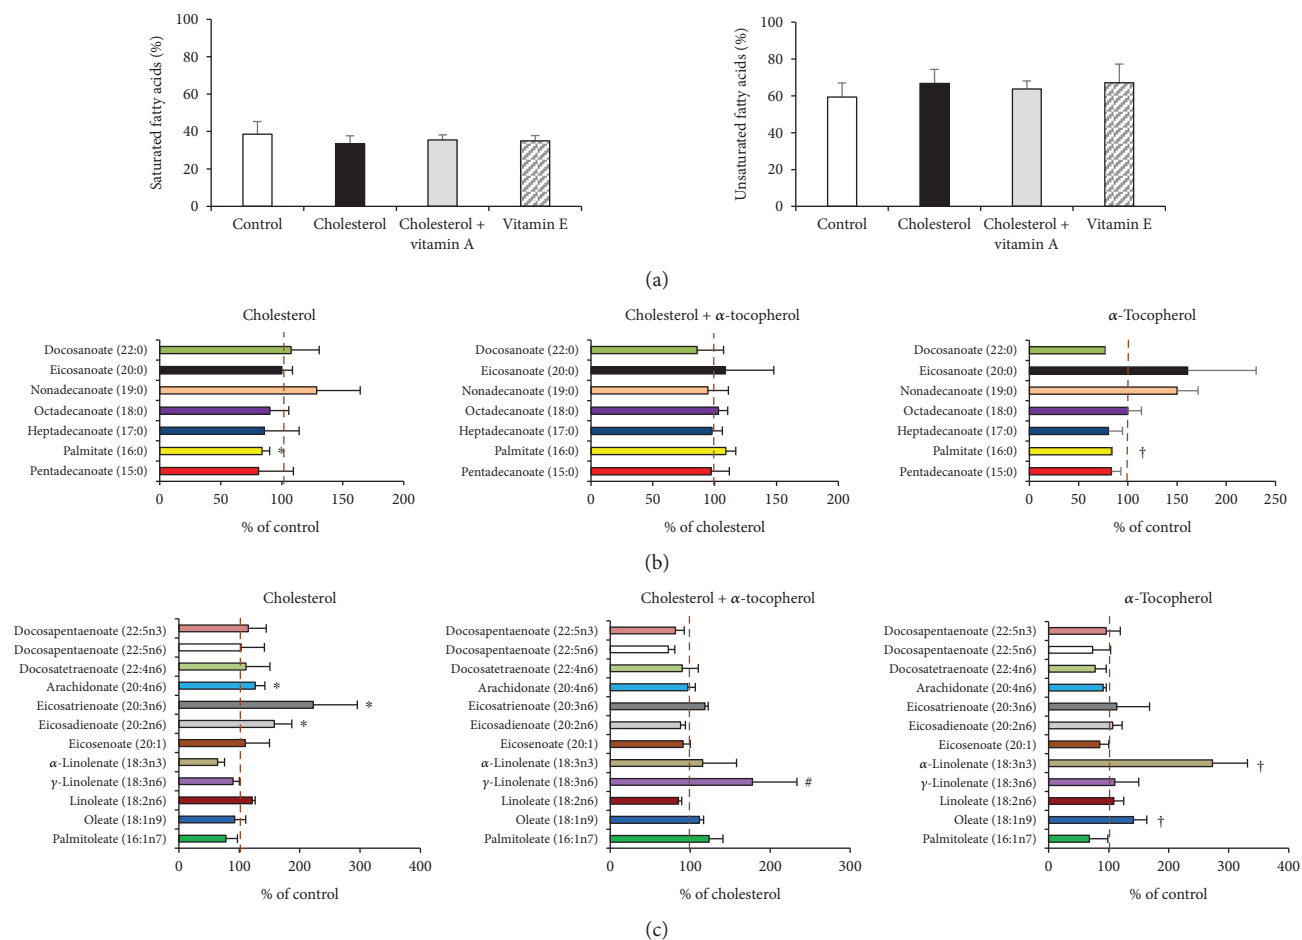 100
80
60
40
20
0
Saturated fatty acids (%)
Control
Cholesterol
Cholesterol +
vitamin A
Vitamin E
100
80
60
40
20
0
Unsaturated fatty acids (%)
Control
Cholesterol
Cholesterol +
vitamin A
Vitamin E
(a)
Cholesterol
Docosanoate (22:0)
Eicosanoate (20:0)
Nonadecanoate (19:0)
Octadecanoate (18:0)
Heptadecanoate (17:0)
Palmitate (16:0)
*
Pentadecanoate (15:0)
0 50 100 150 200
% of control
Cholesterol + α-tocopherol
Docosanoate (22:0)
Eicosanoate (20:0)
Nonadecanoate (19:0)
Octadecanoate (18:0)
Heptadecanoate (17:0)
Palmitate (16:0)
Pentadecanoate (15:0)
0 50 100 150 200
% of cholesterol
α-Tocopherol
Docosanoate (22:0)
Eicosanoate (20:0)
Nonadecanoate (19:0)
Octadecanoate (18:0)
Heptadecanoate (17:0)
Palmitate (16:0)
†
Pentadecanoate (15:0)
0 50 100 150 200 250
% of control
(b)
Cholesterol
Docosapentaenoate (22:5n3)
Docosapentaenoate (22:5n6)
Docosatetraenoate (22:4n6)
Arachidonate (20:4n6) *
Eicosatrienoate (20:3n6) *
Eicosadienoate (20:2n6) *
Eicosenoate (20:1)
α-Linolenate (18:3n3)
γ-Linolenate (18:3n6)
Linoleate (18:2n6)
Oleate (18:1n9)
Palmitoleate (16:1n7)
0 100 200 300 400
% of control
Cholesterol + α-tocopherol
Docosapentaenoate (22:5n3)
Docosapentaenoate (22:5n6)
Docosatetraenoate (22:4n6)
Arachidonate (20:4n6)
Eicosatrienoate (20:3n6)
Eicosadienoate (20:2n6)
Eicosenoate (20:1)
α-Linolenate (18:3n3)
γ-Linolenate (18:3n6) #
Linoleate (18:2n6)
Oleate (18:1n9)
Palmitoleate (16:1n7)
0 100 200 300
% of cholesterol
α-Tocopherol
Docosapentaenoate (22:5n3)
Docosapentaenoate (22:5n6)
Docosatetraenoate (22:4n6)
Arachidonate (20:4n6)
Eicosatrienoate (20:3n6)
Eicosadienoate (20:2n6)
Eicosenoate (20:1)
α-Linolenate (18:3n3) †
γ-Linolenate (18:3n6)
Linoleate (18:2n6)
Oleate (18:1n9) †
Palmitoleate (16:1n7)
0 100 200 300 400
% of control
(c)